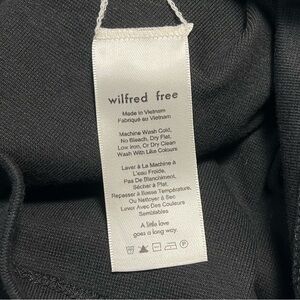 wilfred free
Made in Vietnam
Fabriqué au Vietnam
Machine Wash Cold,
No Bleach, Dry Flat,
Low Iron, Or Dry Clean
Wash With Like Colours
Laver À La Machine À
L'eau Froide,
Pas De Blanchiment,
Sécher À Plat,
Repasser À Basse Température,
Ou Nettoyer À Sec
Laver Avec Des Couleurs
Semblables
A little love
goes a long way.
P